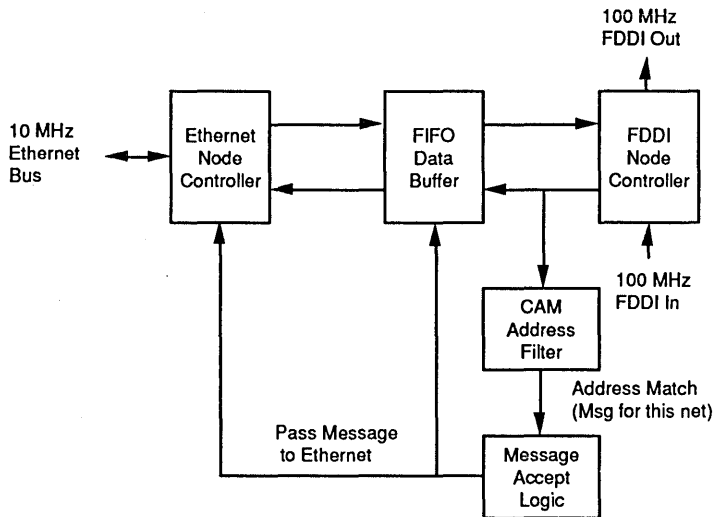 100 MHz
FDDI Out
10 MHz
Ethernet
Bus
Ethernet
Node
Controller
FIFO
Data
Buffer
FDDI
Node
Controller
100 MHz
FDDI In
CAM
Address
Filter
Address Match
(Msg for this net)
Pass Message
to Ethernet
Message
Accept
Logic